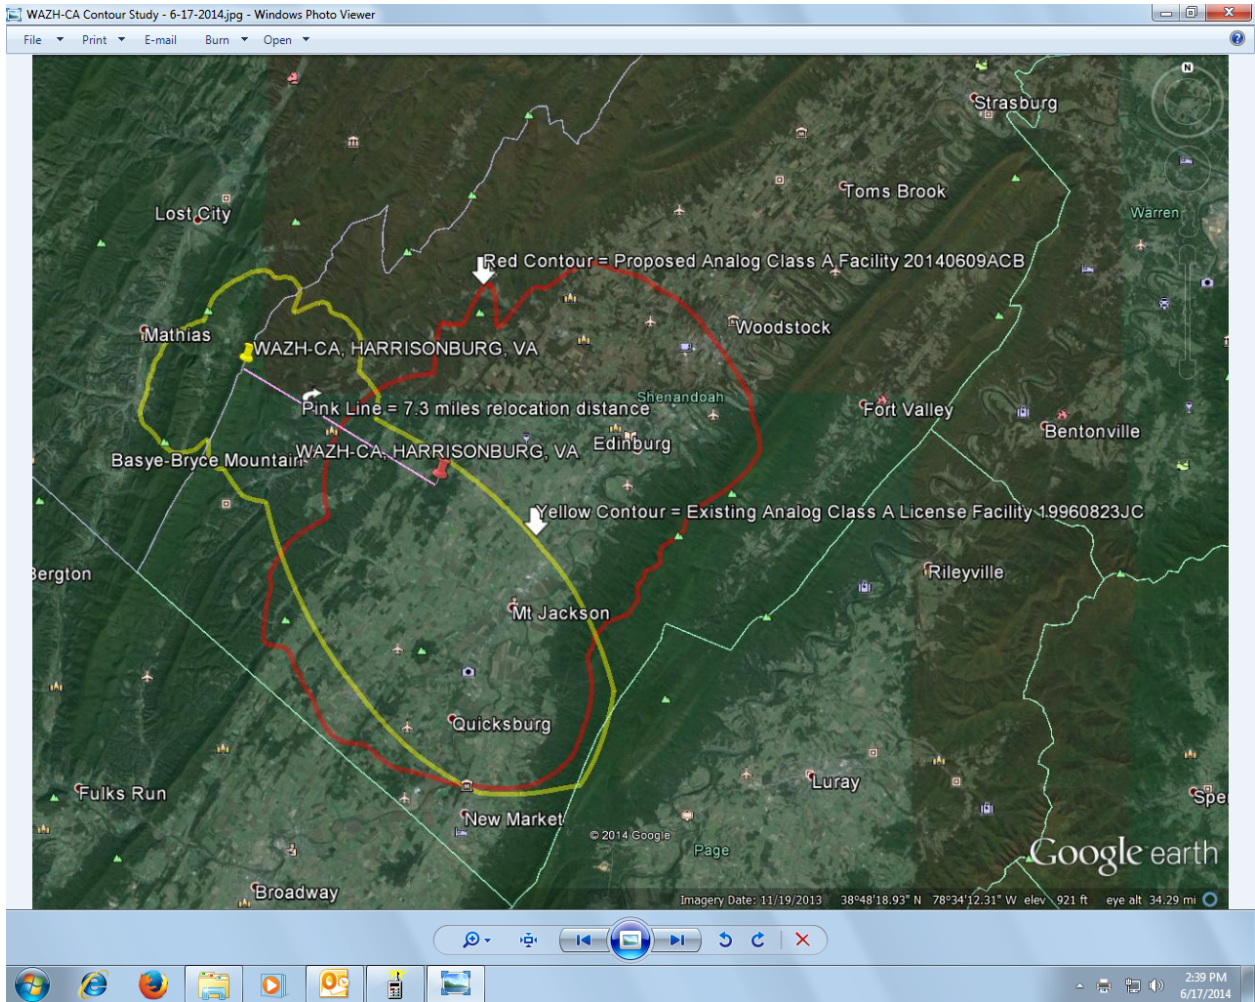 WAZH-CA Contour Study - 6-17-2014.jpg - Windows Photo Viewer
File Print E-mail Burn Open
N
Strasburg
Toms Brook
Lost City
Warren
Red Contour = Proposed Analog Class A Facility 20140609ACB
Mathias
Woodstock
WAZH-CA, HARRISONBURG, VA
Shenandoah
Pink Line = 7.3 miles relocation distance
Fort Valley
Bentonville
Edinburg
Basye-Bryce Mountain
WAZH-CA, HARRISONBURG, VA
Yellow Contour = Existing Analog Class A License Facility 19960823JC
Bergton
Rileyville
Mt Jackson
Quicksburg
Luray
Fulks Run
Spe
New Market
© 2014 Google
Page
Google earth
Broadway
Imagery Date: 11/19/2013 38°48'18.93" N 78°34'12.31" W elev 921 ft eye alt 34.29 mi
2:39 PM
6/17/2014